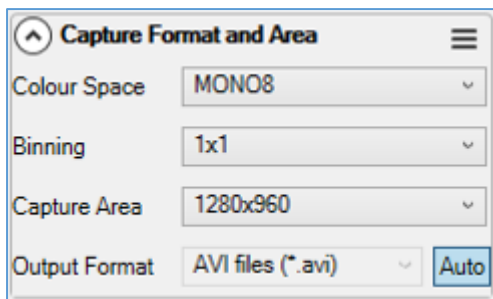 Capture Format and Area
Colour Space MONO8
Binning 1x1
Capture Area 1280x960
Output Format AVI files (*.avi) Auto